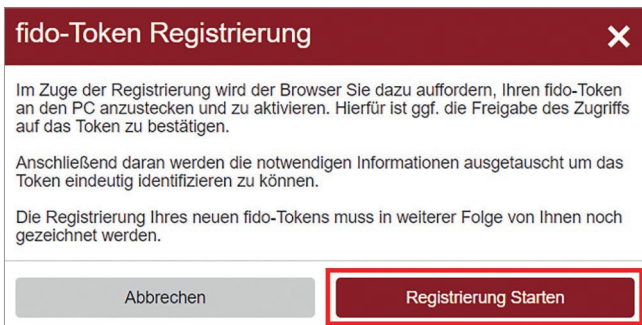 fido-Token Registrierung
Im Zuge der Registrierung wird der Browser Sie dazu auffordern, Ihren fido-Token
an den PC anzustecken und zu aktivieren. Hierfür ist ggf. die Freigabe des Zugriffs
auf das Token zu bestätigen.
Anschließend daran werden die notwendigen Informationen ausgetauscht um das
Token eindeutig identifizieren zu können.
Die Registrierung Ihres neuen fido-Tokens muss in weiterer Folge von Ihnen noch
gezeichnet werden.
Abbrechen
Registrierung Starten